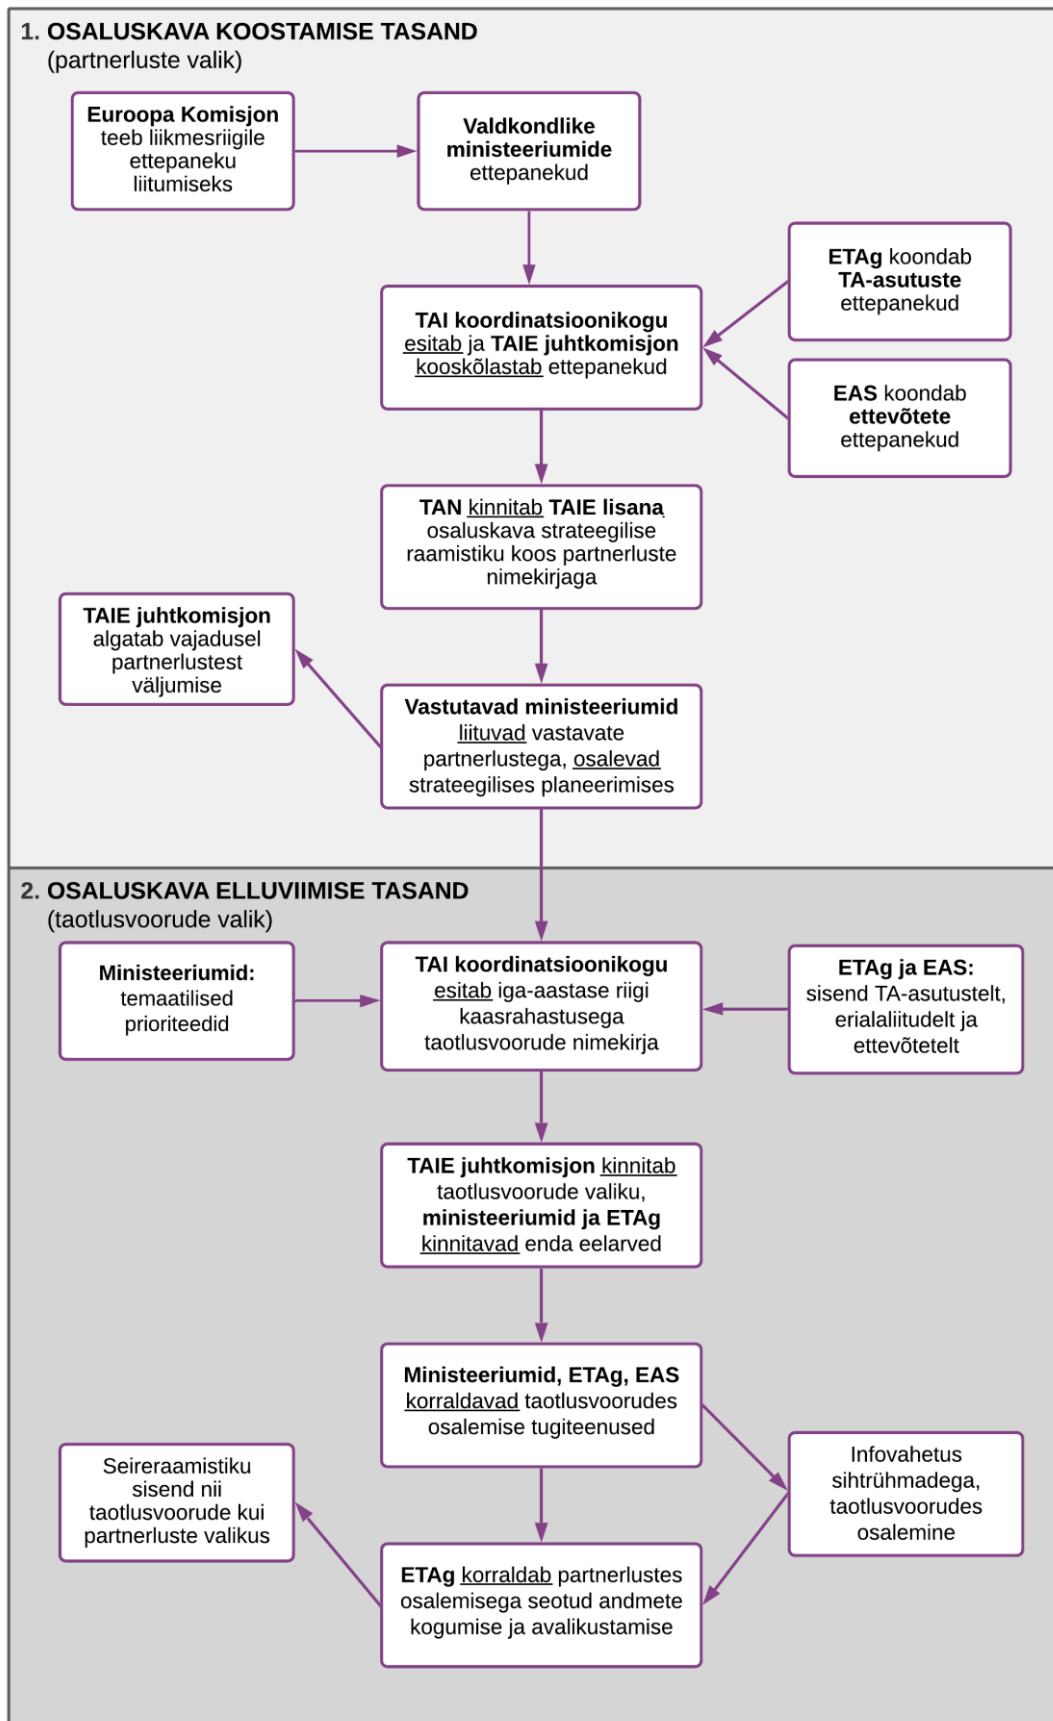 1. OSALUSKAVA KOOSTAMISE TASAND
(partnerluste valik)
Euroopa Komisjon
teeb liikmesriigile
ettepaneku
liitumiseks
Valdkondlike
ministeeriumide
ettepanekud
ETAg koondab
TA-asutuste
ettepanekud
TAI koordinatsioonikogu
esitab ja TAIE juhtkomisjon
kooskõlastab ettepanekud
EAS koondab
ettevõtete
ettepanekud
TAN kinnitab TAIE lisana
osaluskava strateegilise
raamistiku koos partnerluste
nimekirjaga
TAIE juhtkomisjon
algatab vajadusel
partnerlustest
väljumise
Vastutavad ministeeriumid
liituvad vastavate
partnerlustega, osalevad
strateegilises planeerimises
2. OSALUSKAVA ELLUVIIMISE TASAND
(taotlusvoorude valik)
Ministeeriumid:
temaatilised
prioriteedid
TAI koordinatsioonikogu
esitab iga-aastase riigi
kaasrahastusega
taotlusvoorude nimekirja
ETAg ja EAS:
sisend TA-asutustelt,
erialaliitudelt ja
ettevõtetelt
TAIE juhtkomisjon kinnitab
taotlusvoorude valiku,
ministeeriumid ja ETAg
kinnitavad enda eelarved
Ministeeriumid, ETAg, EAS
korraldavad taotlusvoorudes
osalemise tugiteenused
Infovahetus
sihtrühmadega,
taotlusvoorudes
osalemine
Seireraamistiku
sisend nii
taotlusvoorude kui
partnerluste valikus
ETAg korraldab partnerlustes
osalemisega seotud andmete
kogumise ja avalikustamise